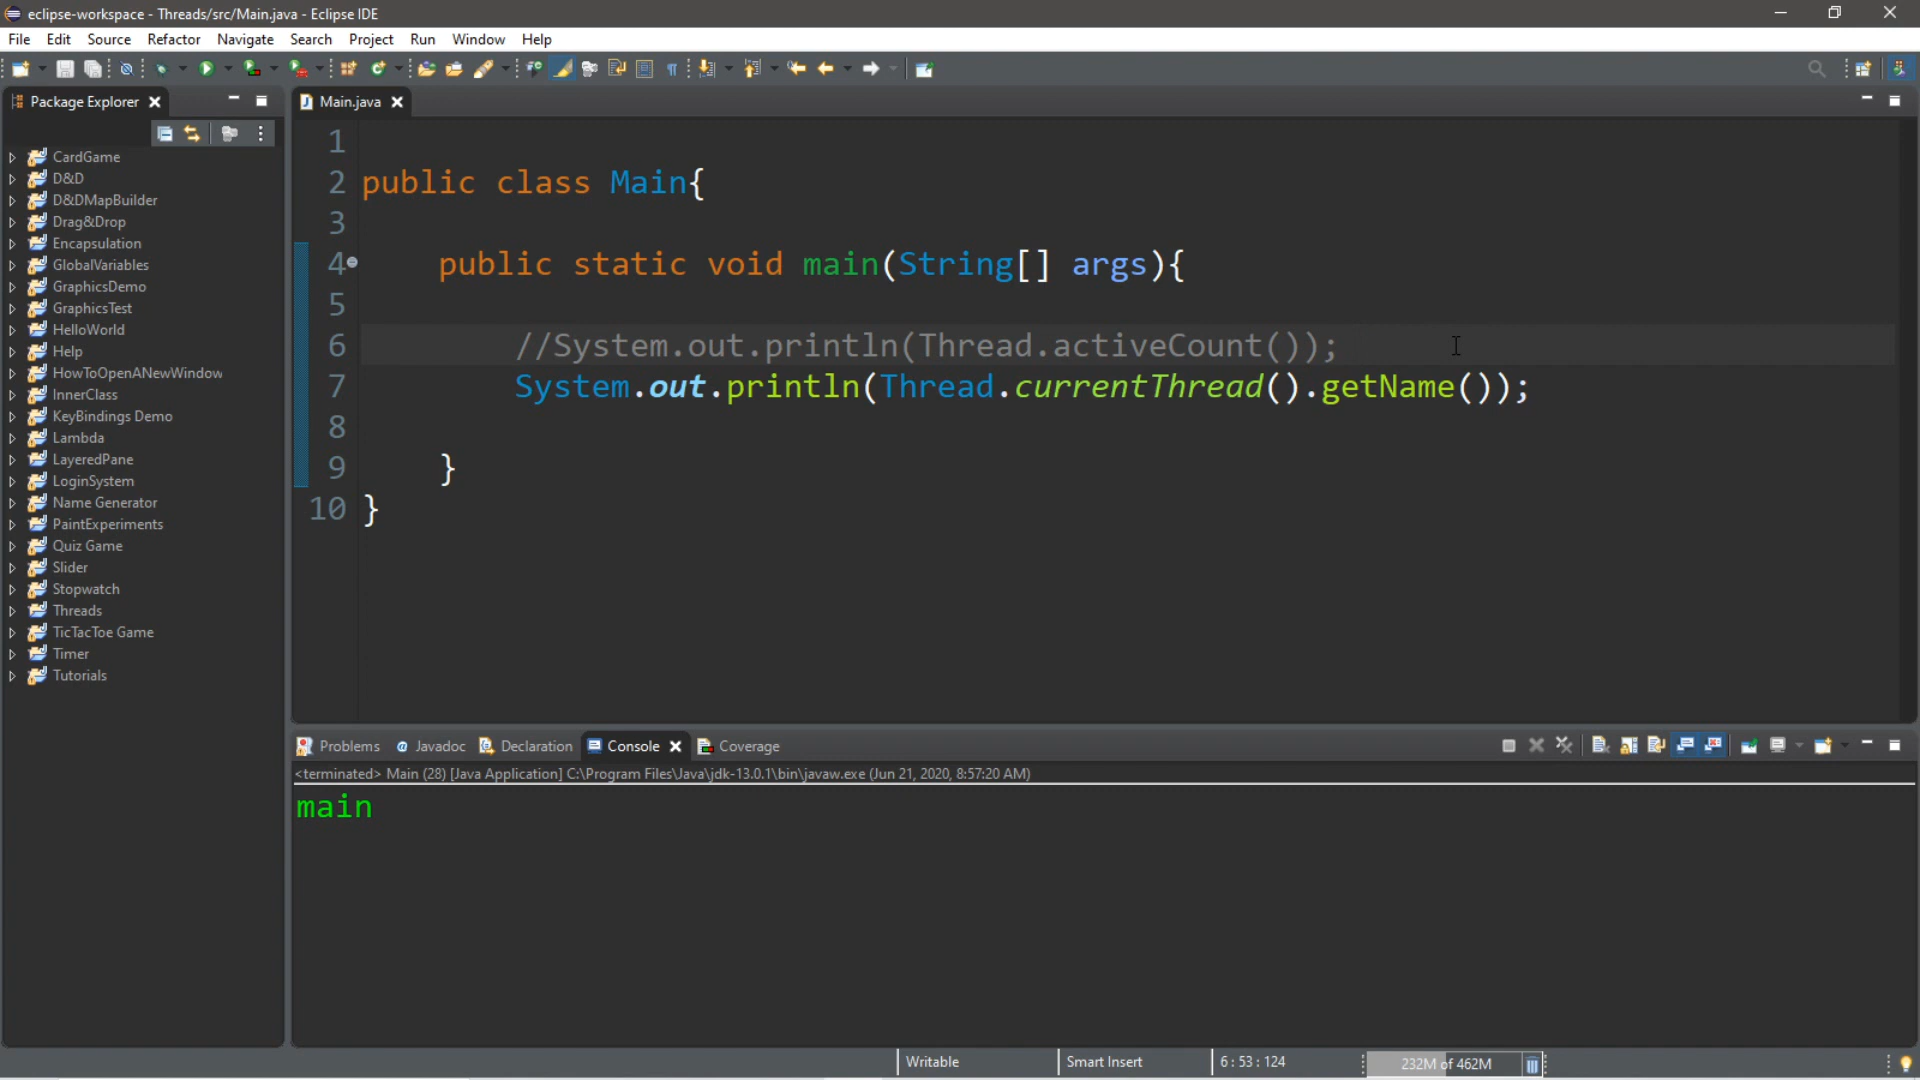 eclipse-workspace - Threads/src/Main.java - Eclipse IDE
File Edit Source Refactor Navigate Search Project Run Window Help
Package Explorer
CardGame
D&D
D&DMapBuilder
Drag&Drop
Encapsulation
GlobalVariables
GraphicsDemo
GraphicsTest
HelloWorld
Help
HowToOpenANewWindow
InnerClass
KeyBindings Demo
Lambda
LayeredPane
LoginSystem
Name Generator
PaintExperiments
Quiz Game
Slider
Stopwatch
Threads
TicTacToe Game
Timer
Tutorials
Main.java
1
2 public class Main{
3
4 public static void main(String[] args){
5
6 //System.out.println(Thread.activeCount());
7 System.out.println(Thread.currentThread().getName());
8
9 }
10 }
Problems @ Javadoc Declaration Console Coverage
<terminated> Main (28) [Java Application] C:\Program Files\Java\jdk-13.0.1\bin\javaw.exe (Jun 21, 2020, 8:57:20 AM)
main
Writable Smart Insert 6 : 53 : 124 232M of 462M